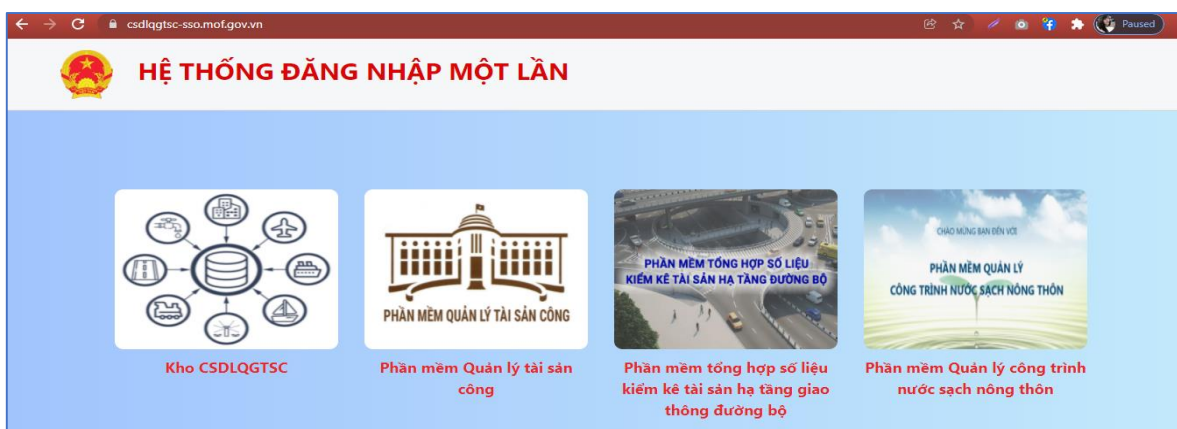 csdlqgtsc-sso.mof.gov.vn
Paused
HỆ THỐNG ĐĂNG NHẬP MỘT LẦN
PHẦN MỀM QUẢN LÝ TÀI SẢN CÔNG
PHẦN MỀM TỔNG HỢP SỐ LIỆU
KIỂM KÊ TÀI SẢN HẠ TẦNG ĐƯỜNG BỘ
CHÀO MỪNG BẠN ĐẾN VỚI
PHẦN MỀM QUẢN LÝ
CÔNG TRÌNH NƯỚC SẠCH NÔNG THÔN
Kho CSDLQGTSC
Phần mềm Quản lý tài sản
công
Phần mềm tổng hợp số liệu
kiểm kê tài sản hạ tầng giao
thông đường bộ
Phần mềm Quản lý công trình
nước sạch nông thôn